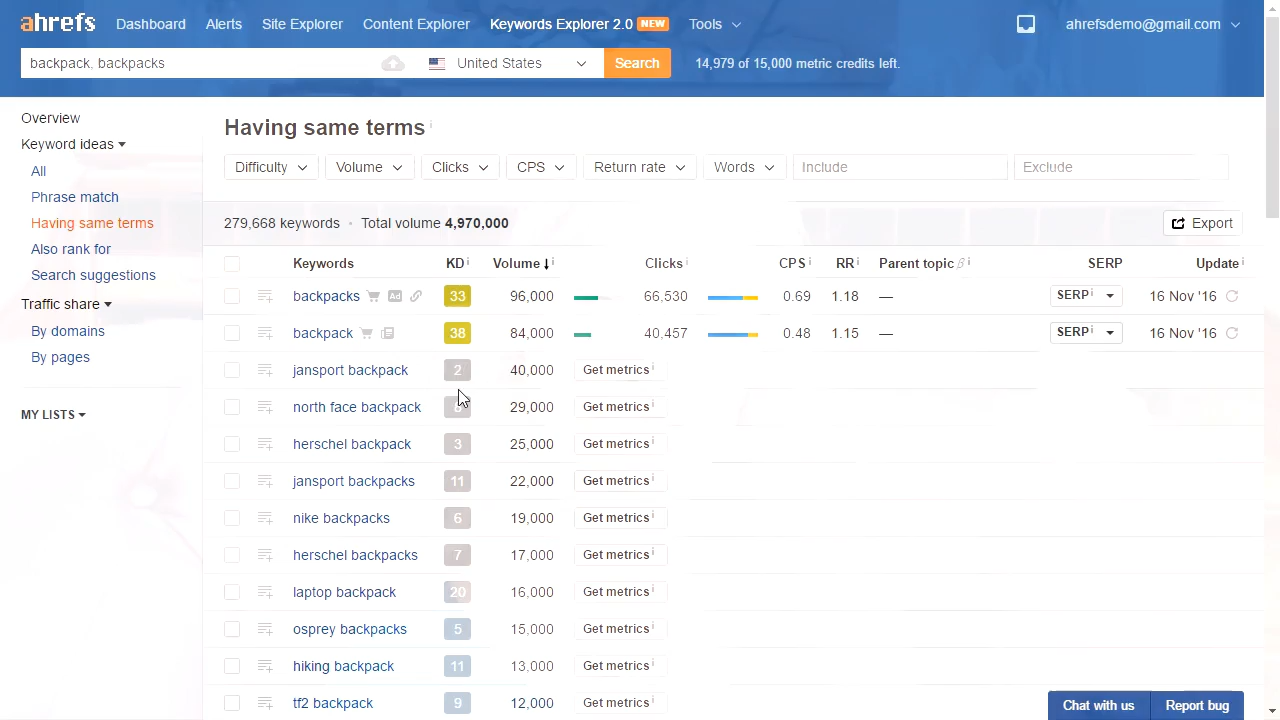 ahrefs Dashboard Alerts Site Explorer Content Explorer Keywords Explorer 2.0 NEW Tools ahrefsdemo@gmail.com
backpack, backpacks United States Search 14,979 of 15,000 metric credits left.
Overview
Keyword ideas
All
Phrase match
Having same terms
Also rank for
Search suggestions
Traffic share
By domains
By pages
MY LISTS
Having same terms i
Difficulty Volume Clicks CPS Return rate Words Include Exclude
279,668 keywords • Total volume 4,970,000 Export
Keywords KD i Volume ↓ i Clicks i CPS i RR i Parent topic i SERP Update i
backpacks Ad 33 96,000 66,530 0.69 1.18 — SERP i 16 Nov '16
backpack 38 84,000 40,457 0.48 1.15 — SERP i 16 Nov '16
jansport backpack 2 40,000 Get metrics i
north face backpack 29,000 Get metrics i
herschel backpack 3 25,000 Get metrics i
jansport backpacks 11 22,000 Get metrics i
nike backpacks 6 19,000 Get metrics i
herschel backpacks 7 17,000 Get metrics i
laptop backpack 20 16,000 Get metrics i
osprey backpacks 5 15,000 Get metrics i
hiking backpack 11 13,000 Get metrics i
tf2 backpack 9 12,000 Get metrics i
Chat with us Report bug